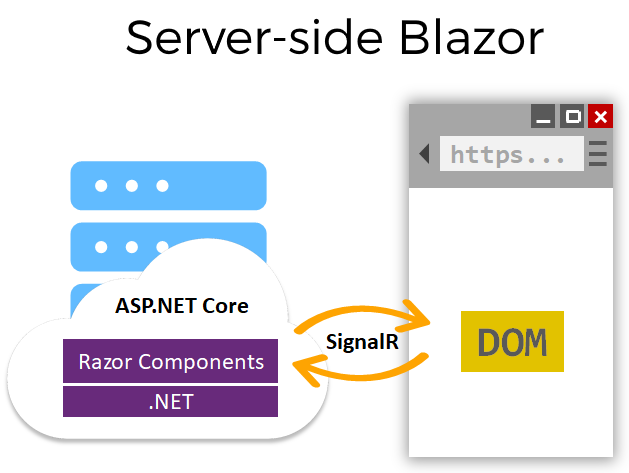 Server-side Blazor
https...
ASP.NET Core
Razor Components
.NET
SignalR
DOM